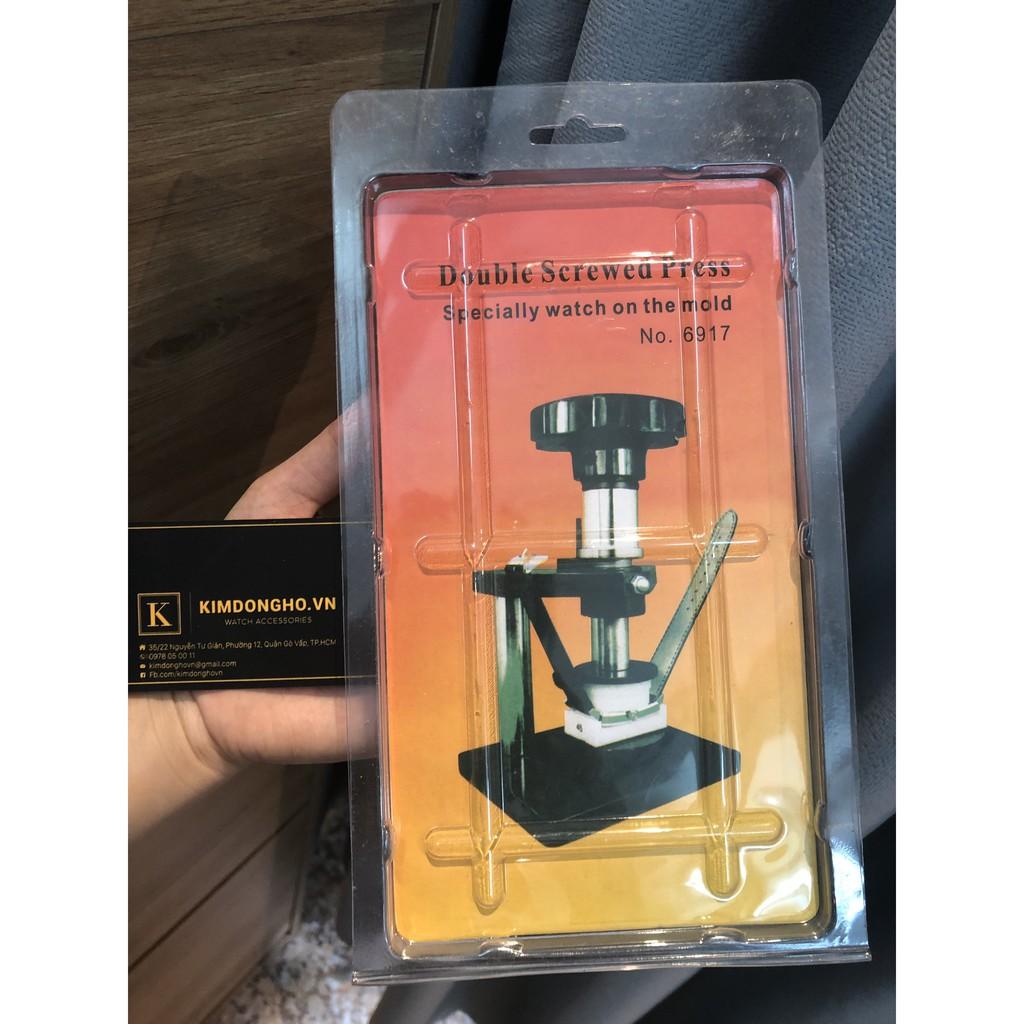 Double Screwed Press
Specially watch on the mold
No. 6917
K
KIMDONGHO.VN
WATCH ACCESSORIES
35/22 Nguyễn Tư Giản, Phường 12, Quận Gò Vấp, TP.HCM
0978 05 00 11
kimdonghovn@gmail.com
Fb.com/kimdonghovn